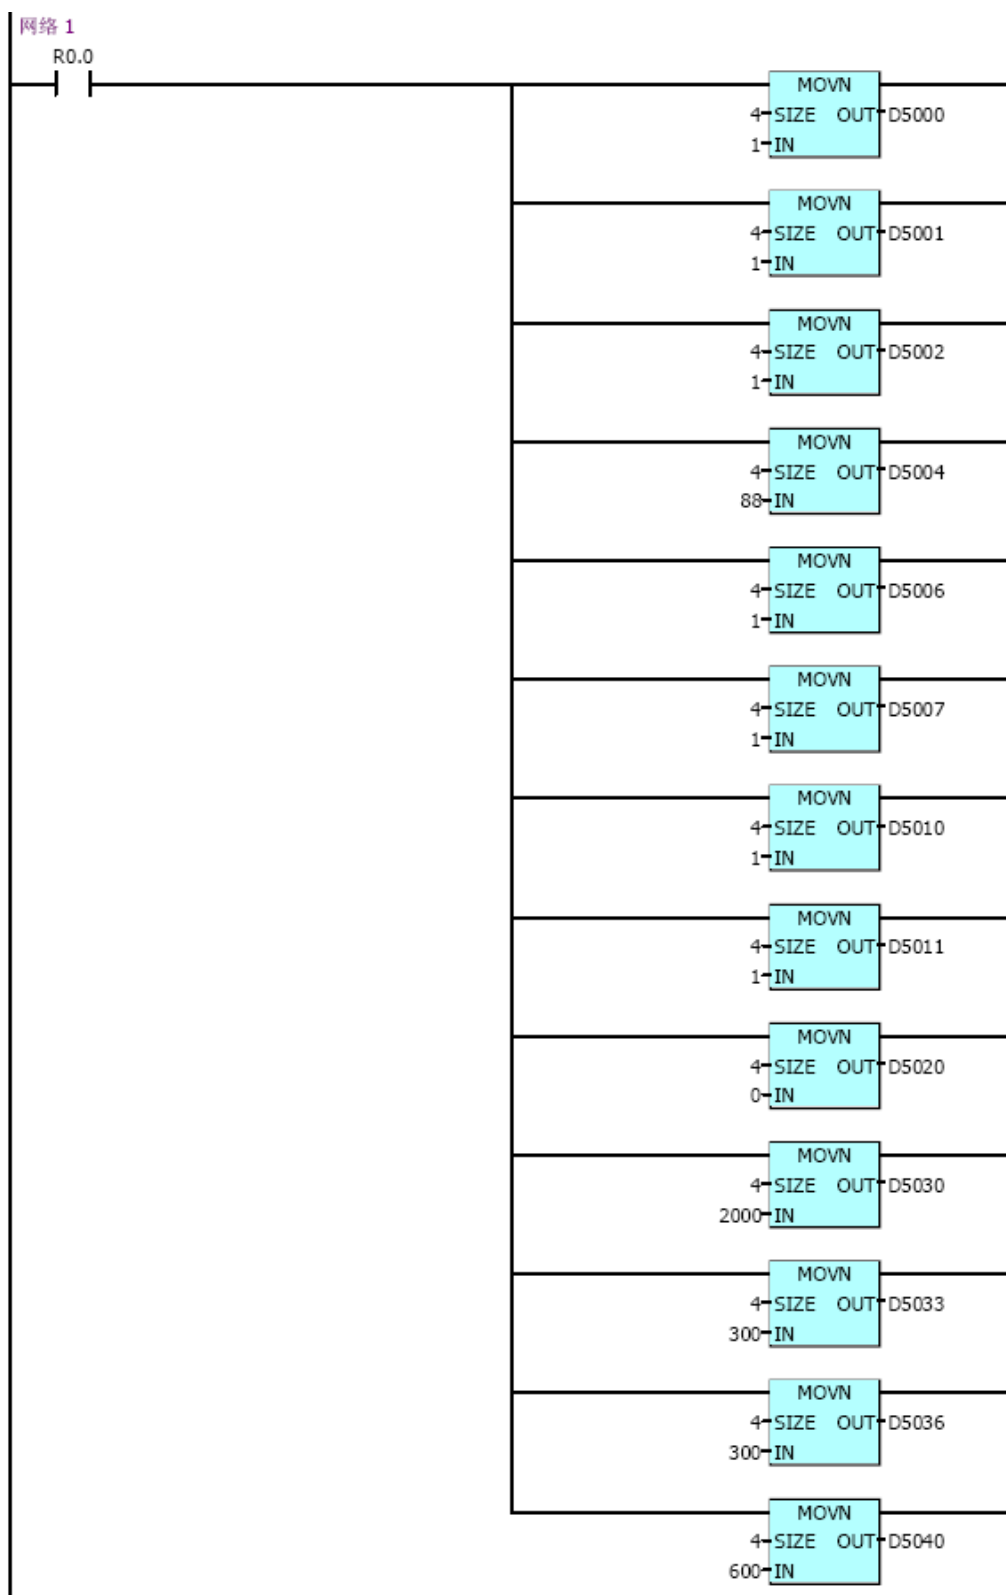 网络 1
R0.0
MOVN
4 SIZE OUT D5000
1 IN
MOVN
4 SIZE OUT D5001
1 IN
MOVN
4 SIZE OUT D5002
1 IN
MOVN
4 SIZE OUT D5004
88 IN
MOVN
4 SIZE OUT D5006
1 IN
MOVN
4 SIZE OUT D5007
1 IN
MOVN
4 SIZE OUT D5010
1 IN
MOVN
4 SIZE OUT D5011
1 IN
MOVN
4 SIZE OUT D5020
0 IN
MOVN
4 SIZE OUT D5030
2000 IN
MOVN
4 SIZE OUT D5033
300 IN
MOVN
4 SIZE OUT D5036
300 IN
MOVN
4 SIZE OUT D5040
600 IN